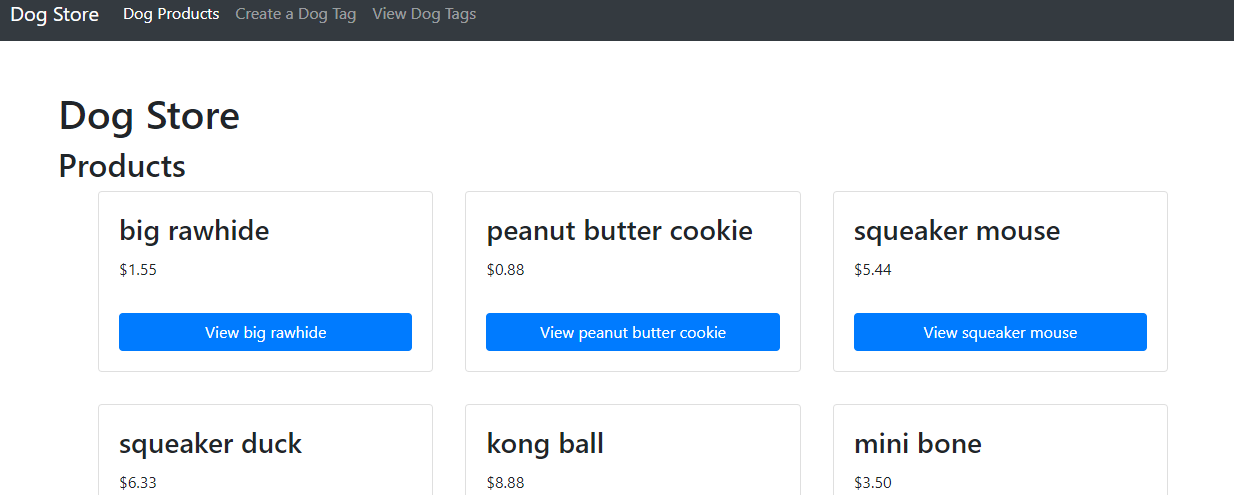 Dog Store Dog Products Create a Dog Tag View Dog Tags
Dog Store
Products
big rawhide
$1.55
View big rawhide
peanut butter cookie
$0.88
View peanut butter cookie
squeaker mouse
$5.44
View squeaker mouse
squeaker duck
$6.33
kong ball
$8.88
mini bone
$3.50